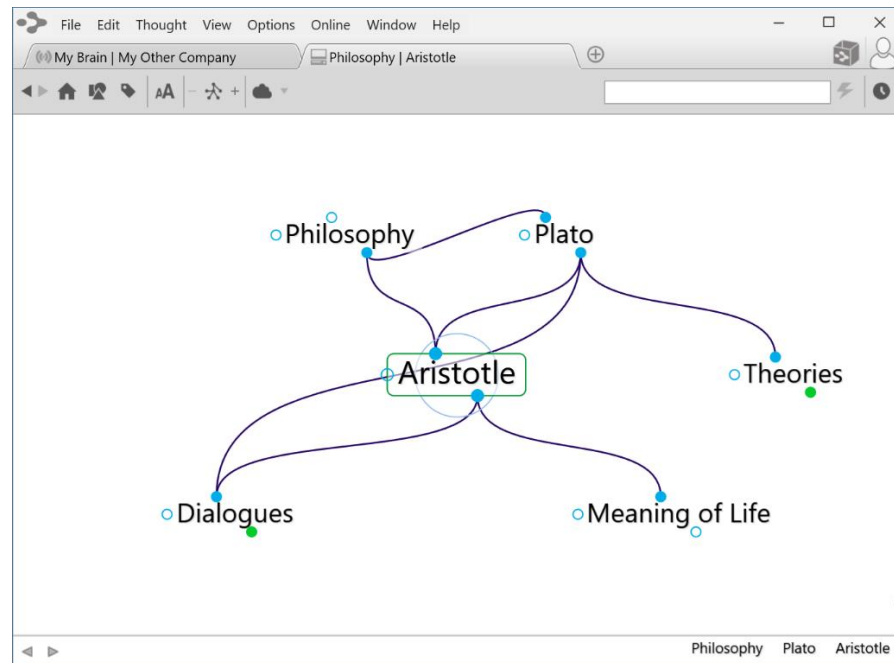 File Edit Thought View Options Online Window Help
My Brain | My Other Company Philosophy | Aristotle
AA
Philosophy Plato
Aristotle Theories
Dialogues Meaning of Life
Philosophy Plato Aristotle